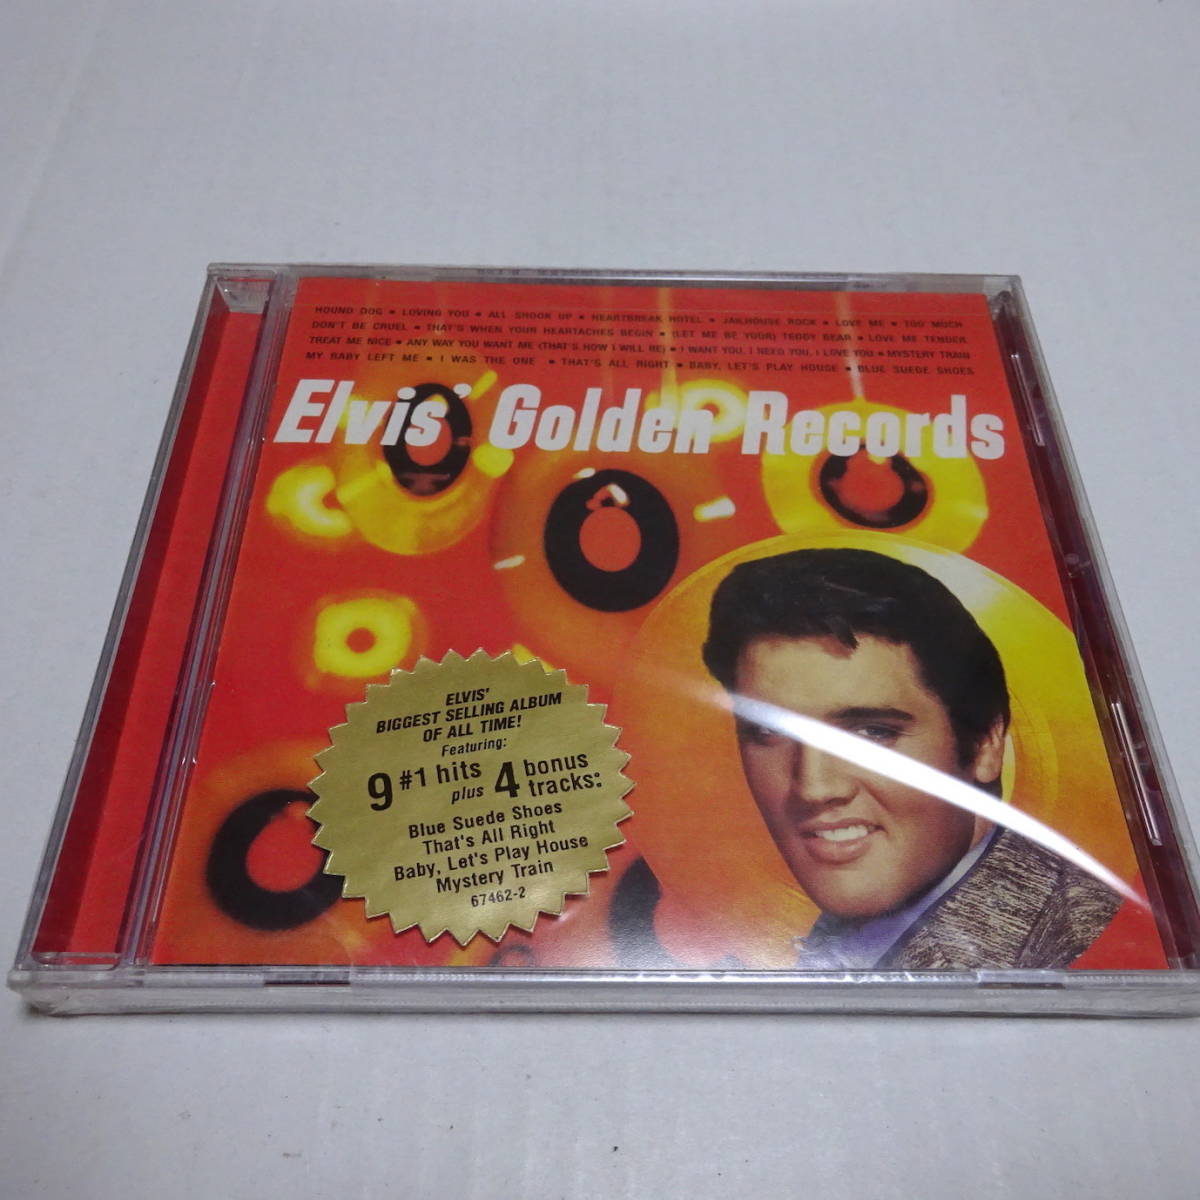 HOUND DOG ▪ LOVING YOU ▪ ALL SHOOK UP ▪ HEARTBREAK HOTEL ▪ JAILHOUSE ROCK ▪ LOVE ME ▪ TOO MUCH
DON'T BE CRUEL ▪ THAT'S WHEN YOUR HEARTACHES BEGIN ▪ (LET ME BE YOUR) TEDDY BEAR ▪ LOVE ME TENDER
TREAT ME NICE ▪ ANY WAY YOU WANT ME (THAT'S HOW I WILL BE) ▪ I WANT YOU, I NEED YOU, I LOVE YOU ▪ MYSTERY TRAIN
MY BABY LEFT ME ▪ I WAS THE ONE ▪ THAT'S ALL RIGHT ▪ BABY, LET'S PLAY HOUSE ▪ BLUE SUEDE SHOES
Elvis' Golden Records
ELVIS'
BIGGEST SELLING ALBUM
OF ALL TIME!
Featuring:
9 #1 hits
plus 4 bonus tracks:
Blue Suede Shoes
That's All Right
Baby, Let's Play House
Mystery Train
67462-2